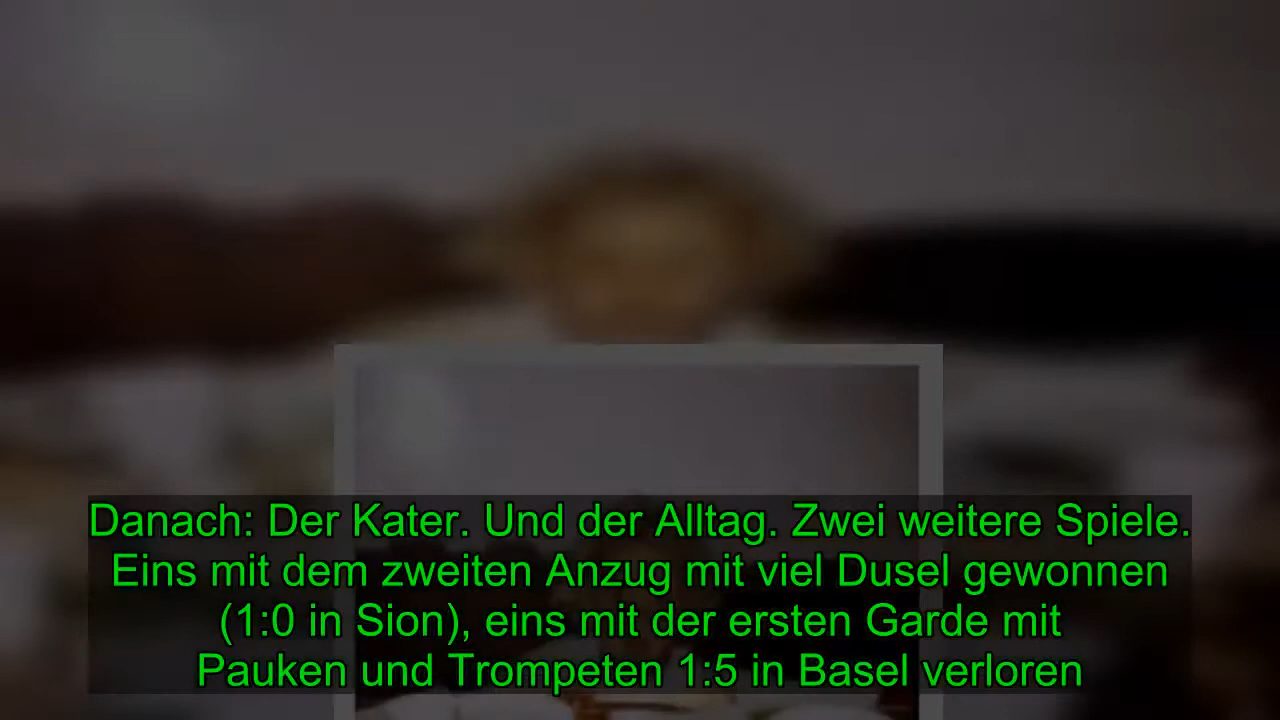 Danach: Der Kater. Und der Alltag. Zwei weitere Spiele.
Eins mit dem zweiten Anzug mit viel Dusel gewonnen
(1:0 in Sion), eins mit der ersten Garde mit
Pauken und Trompeten 1:5 in Basel verloren